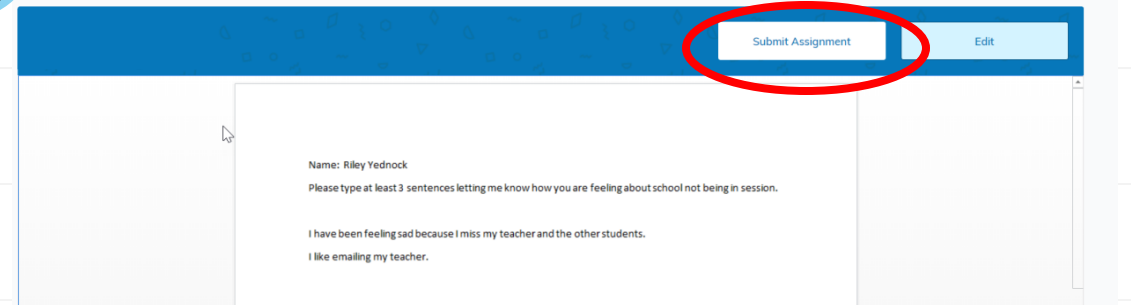 Submit Assignment
Edit
Name: Riley Yednock
Please type at least 3 sentences letting me know how you are feeling about school not being in session.
I have been feeling sad because I miss my teacher and the other students.
I like emailing my teacher.